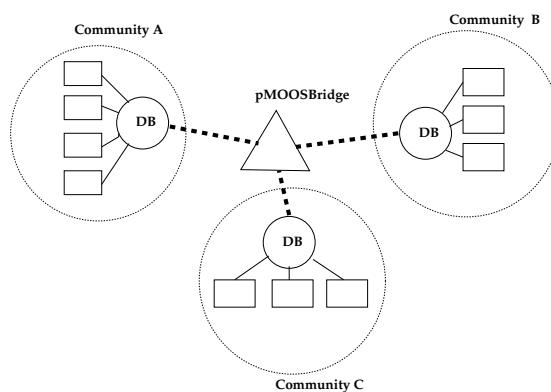 Community B
Community A
pMOOSBridge
DB
DB
DB
Community C